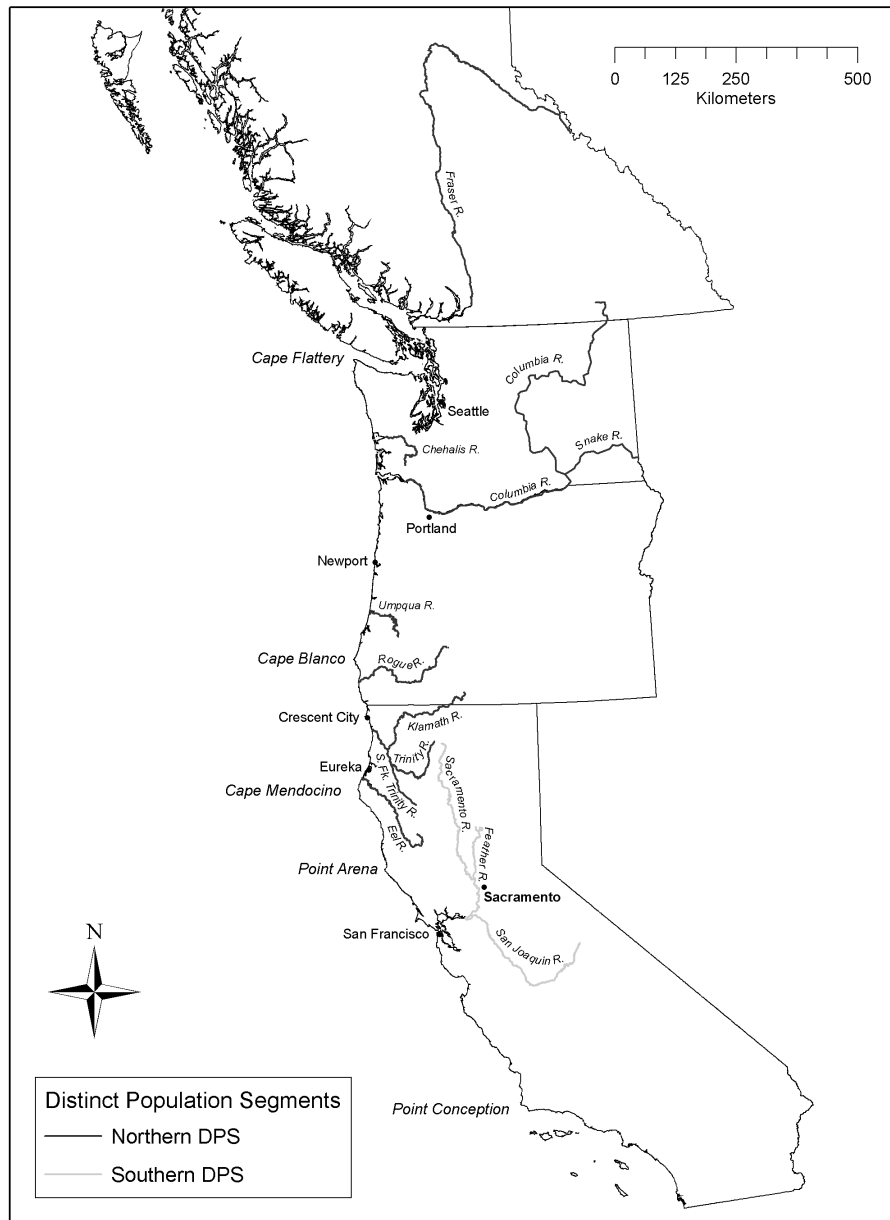 0 125 250 500
Kilometers
Fraser R.
Cape Flattery
Columbia R.
Seattle
Snake R.
Chehalis R.
Columbia R.
Portland
Newport
Umpqua R.
Cape Blanco
Rogue R.
Crescent City
Klamath R.
Trinity R.
Eureka
S. Fk. Trinity R.
Sacramento R.
Cape Mendocino
Eel R.
Feather R.
Point Arena
Sacramento
San Francisco
San Joaquin R.
N
Distinct Population Segments
Northern DPS
Southern DPS
Point Conception